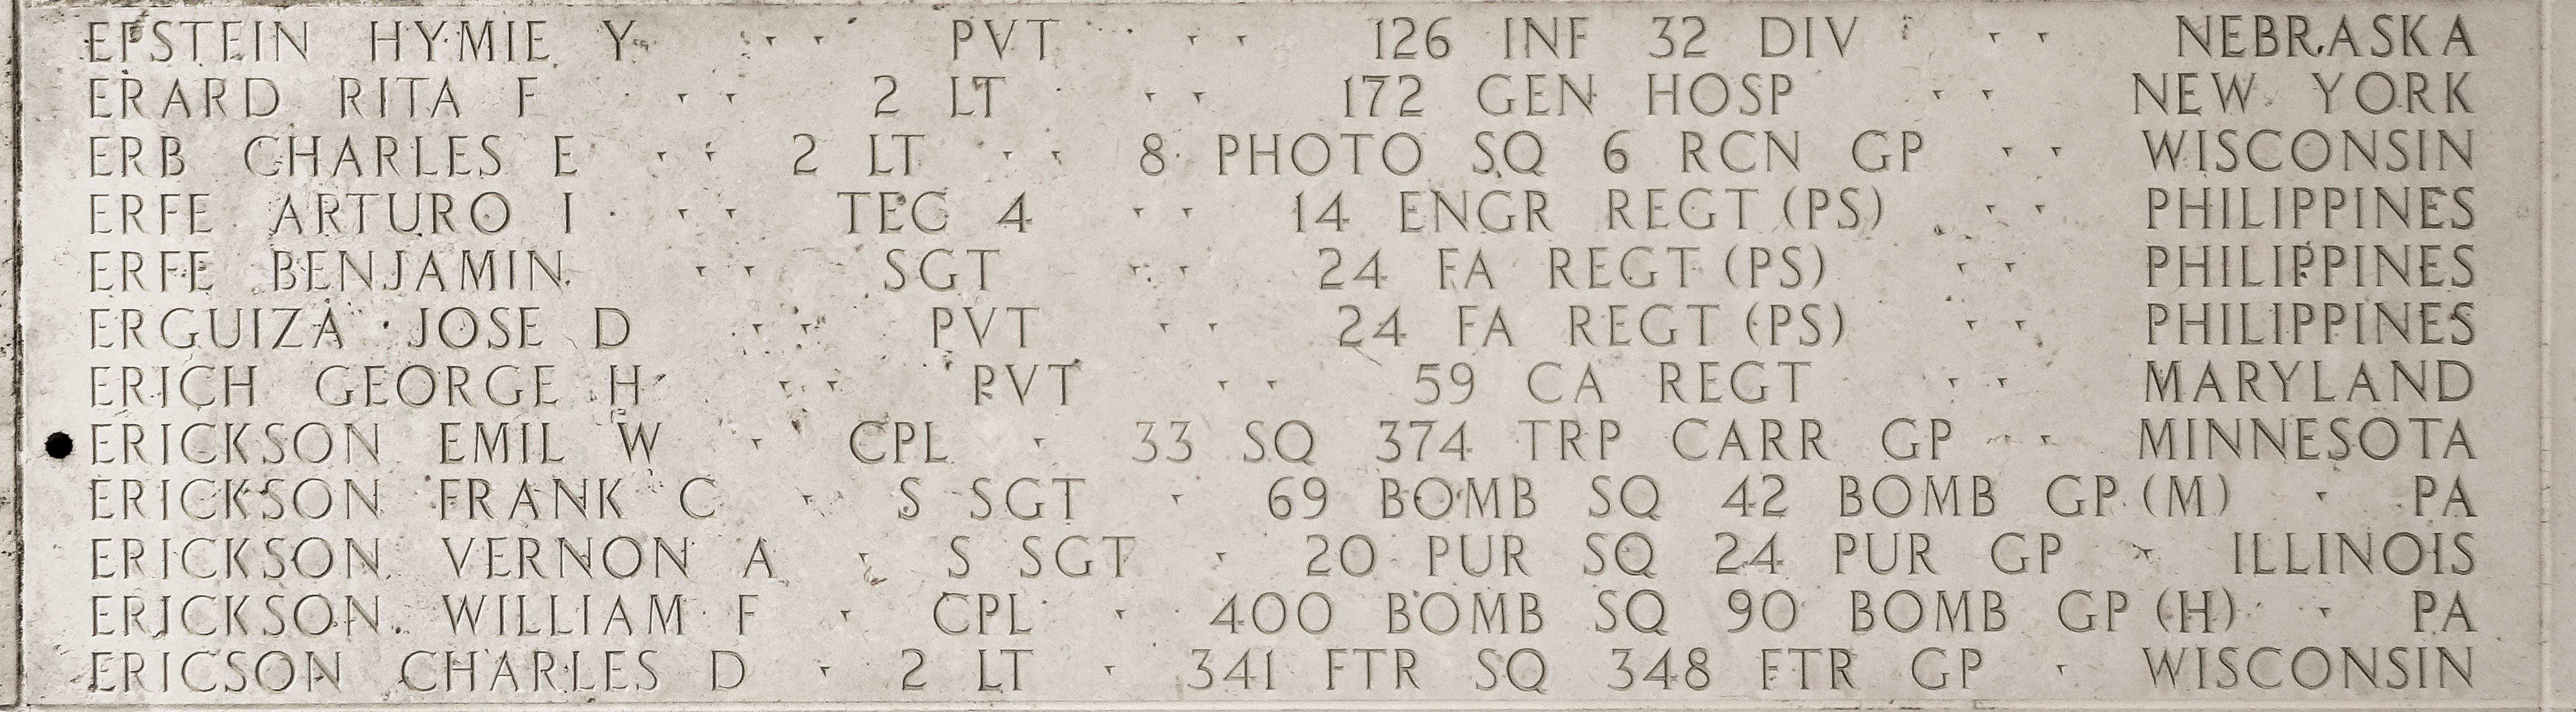 EPSTEIN HYMIE Y · · PVT · · 126 INF 32 DIV · · NEBRASKA
ERARD RITA F · · 2 LT · · 172 GEN HOSP · · NEW YORK
ERB CHARLES E · · 2 LT · · 8 PHOTO SQ 6 RCN GP · · WISCONSIN
ERFE ARTURO I · · TEC 4 · · 14 ENGR REGT (PS) · · PHILIPPINES
ERFE BENJAMIN · · SGT · · 24 FA REGT (PS) · · PHILIPPINES
ERGUIZA JOSE D · · PVT · · 24 FA REGT (PS) · · PHILIPPINES
ERICH GEORGE H · · PVT · · 59 CA REGT · · MARYLAND
ERICKSON EMIL W · CPL · 33 SQ 374 TRP CARR GP · · MINNESOTA
ERICKSON FRANK C · S SGT · 69 BOMB SQ 42 BOMB GP (M) · PA
ERICKSON VERNON A · S SGT · 20 PUR SQ 24 PUR GP · ILLINOIS
ERICKSON WILLIAM F · CPL · 400 BOMB SQ 90 BOMB GP (H) · PA
ERICSON CHARLES D · 2 LT · 341 FTR SQ 348 FTR GP · WISCONSIN